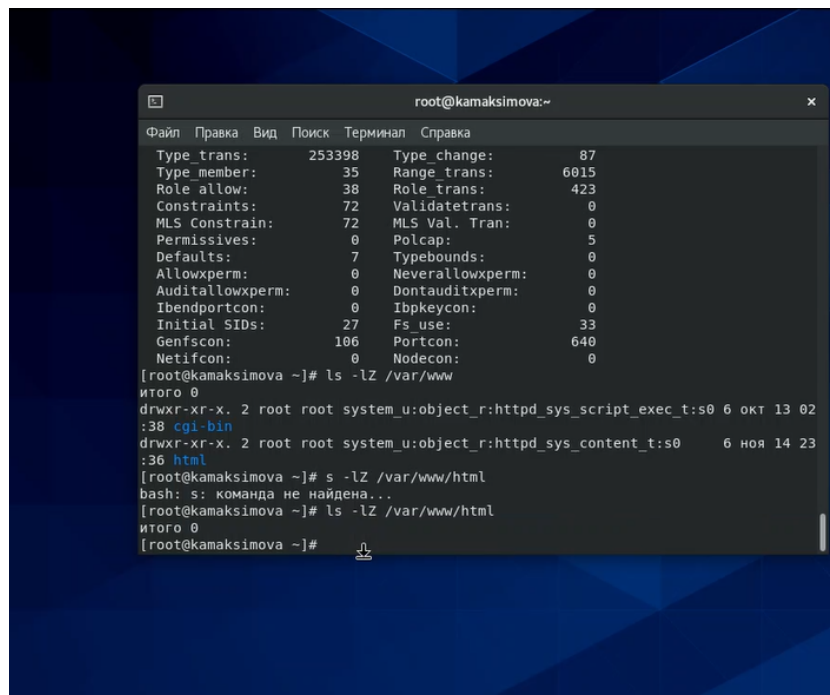 root@kamaksimova:~
Файл Правка Вид Поиск Терминал Справка
Type_trans: 253398 Type_change: 87
Type_member: 35 Range_trans: 6015
Role allow: 38 Role_trans: 423
Constraints: 72 Validatetrans: 0
MLS Constrain: 72 MLS Val. Tran: 0
Permissives: 0 Polcap: 5
Defaults: 7 Typebounds: 0
Allowxperm: 0 Neverallowxperm: 0
Auditallowxperm: 0 Dontauditxperm: 0
Ibendportcon: 0 Ibpkeycon: 0
Initial SIDs: 27 Fs_use: 33
Genfscon: 106 Portcon: 640
Netifcon: 0 Nodecon: 0
[root@kamaksimova ~]# ls -lZ /var/www
итого 0
drwxr-xr-x. 2 root root system_u:object_r:httpd_sys_script_exec_t:s0 6 окт 13 02
:38 cgi-bin
drwxr-xr-x. 2 root root system_u:object_r:httpd_sys_content_t:s0 6 ноя 14 23
:36 html
[root@kamaksimova ~]# s -lZ /var/www/html
bash: s: команда не найдена...
[root@kamaksimova ~]# ls -lZ /var/www/html
итого 0
[root@kamaksimova ~]#